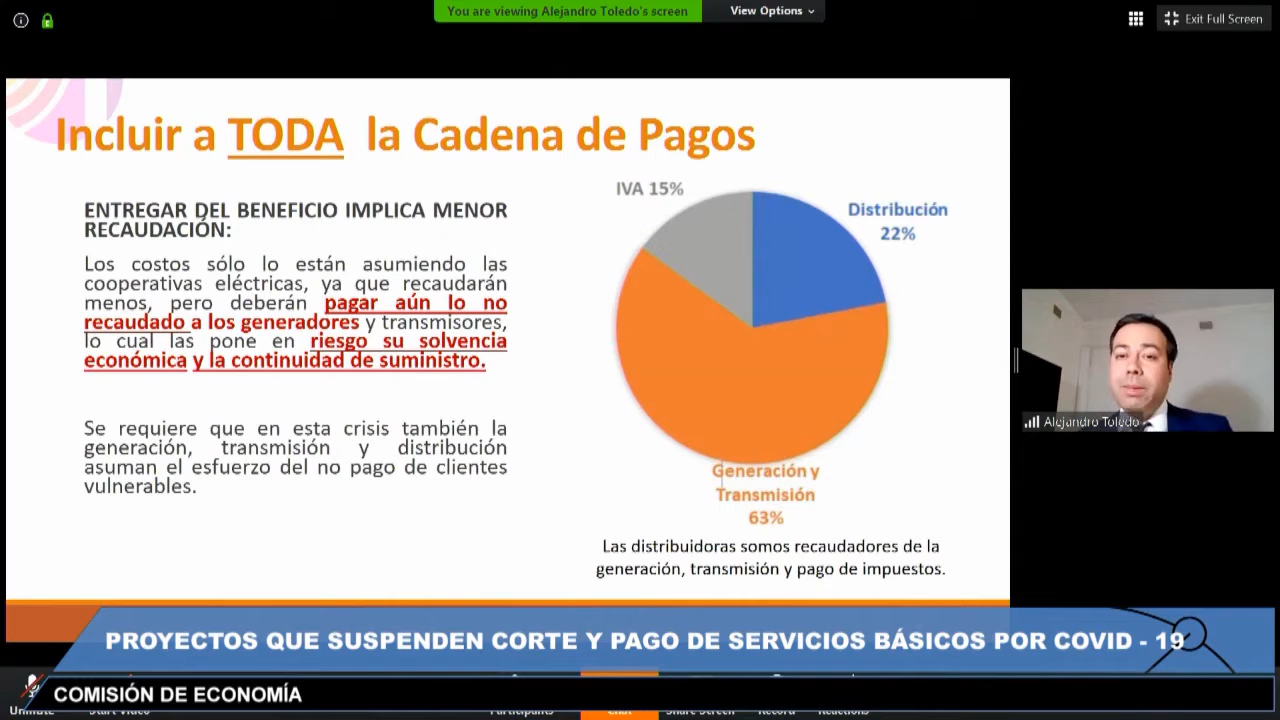 You are viewing Alejandro Toledo's screen
View Options
Exit Full Screen
Incluir a TODA la Cadena de Pagos
ENTREGAR DEL BENEFICIO IMPLICA MENOR
RECAUDACIÓN:
Los costos sólo lo están asumiendo las
cooperativas eléctricas, ya que recaudarán
menos, pero deberán pagar aún lo no
recaudado a los generadores y transmisores,
lo cual las pone en riesgo su solvencia
económica y la continuidad de suministro.
Se requiere que en esta crisis también la
generación, transmisión y distribución
asuman el esfuerzo del no pago de clientes
vulnerables.
IVA 15%
Distribución
22%
Generación y
Transmisión
63%
Las distribuidoras somos recaudadores de la
generación, transmisión y pago de impuestos.
Alejandro Toledo
PROYECTOS QUE SUSPENDEN CORTE Y PAGO DE SERVICIOS BÁSICOS POR COVID - 19
COMISIÓN DE ECONOMÍA